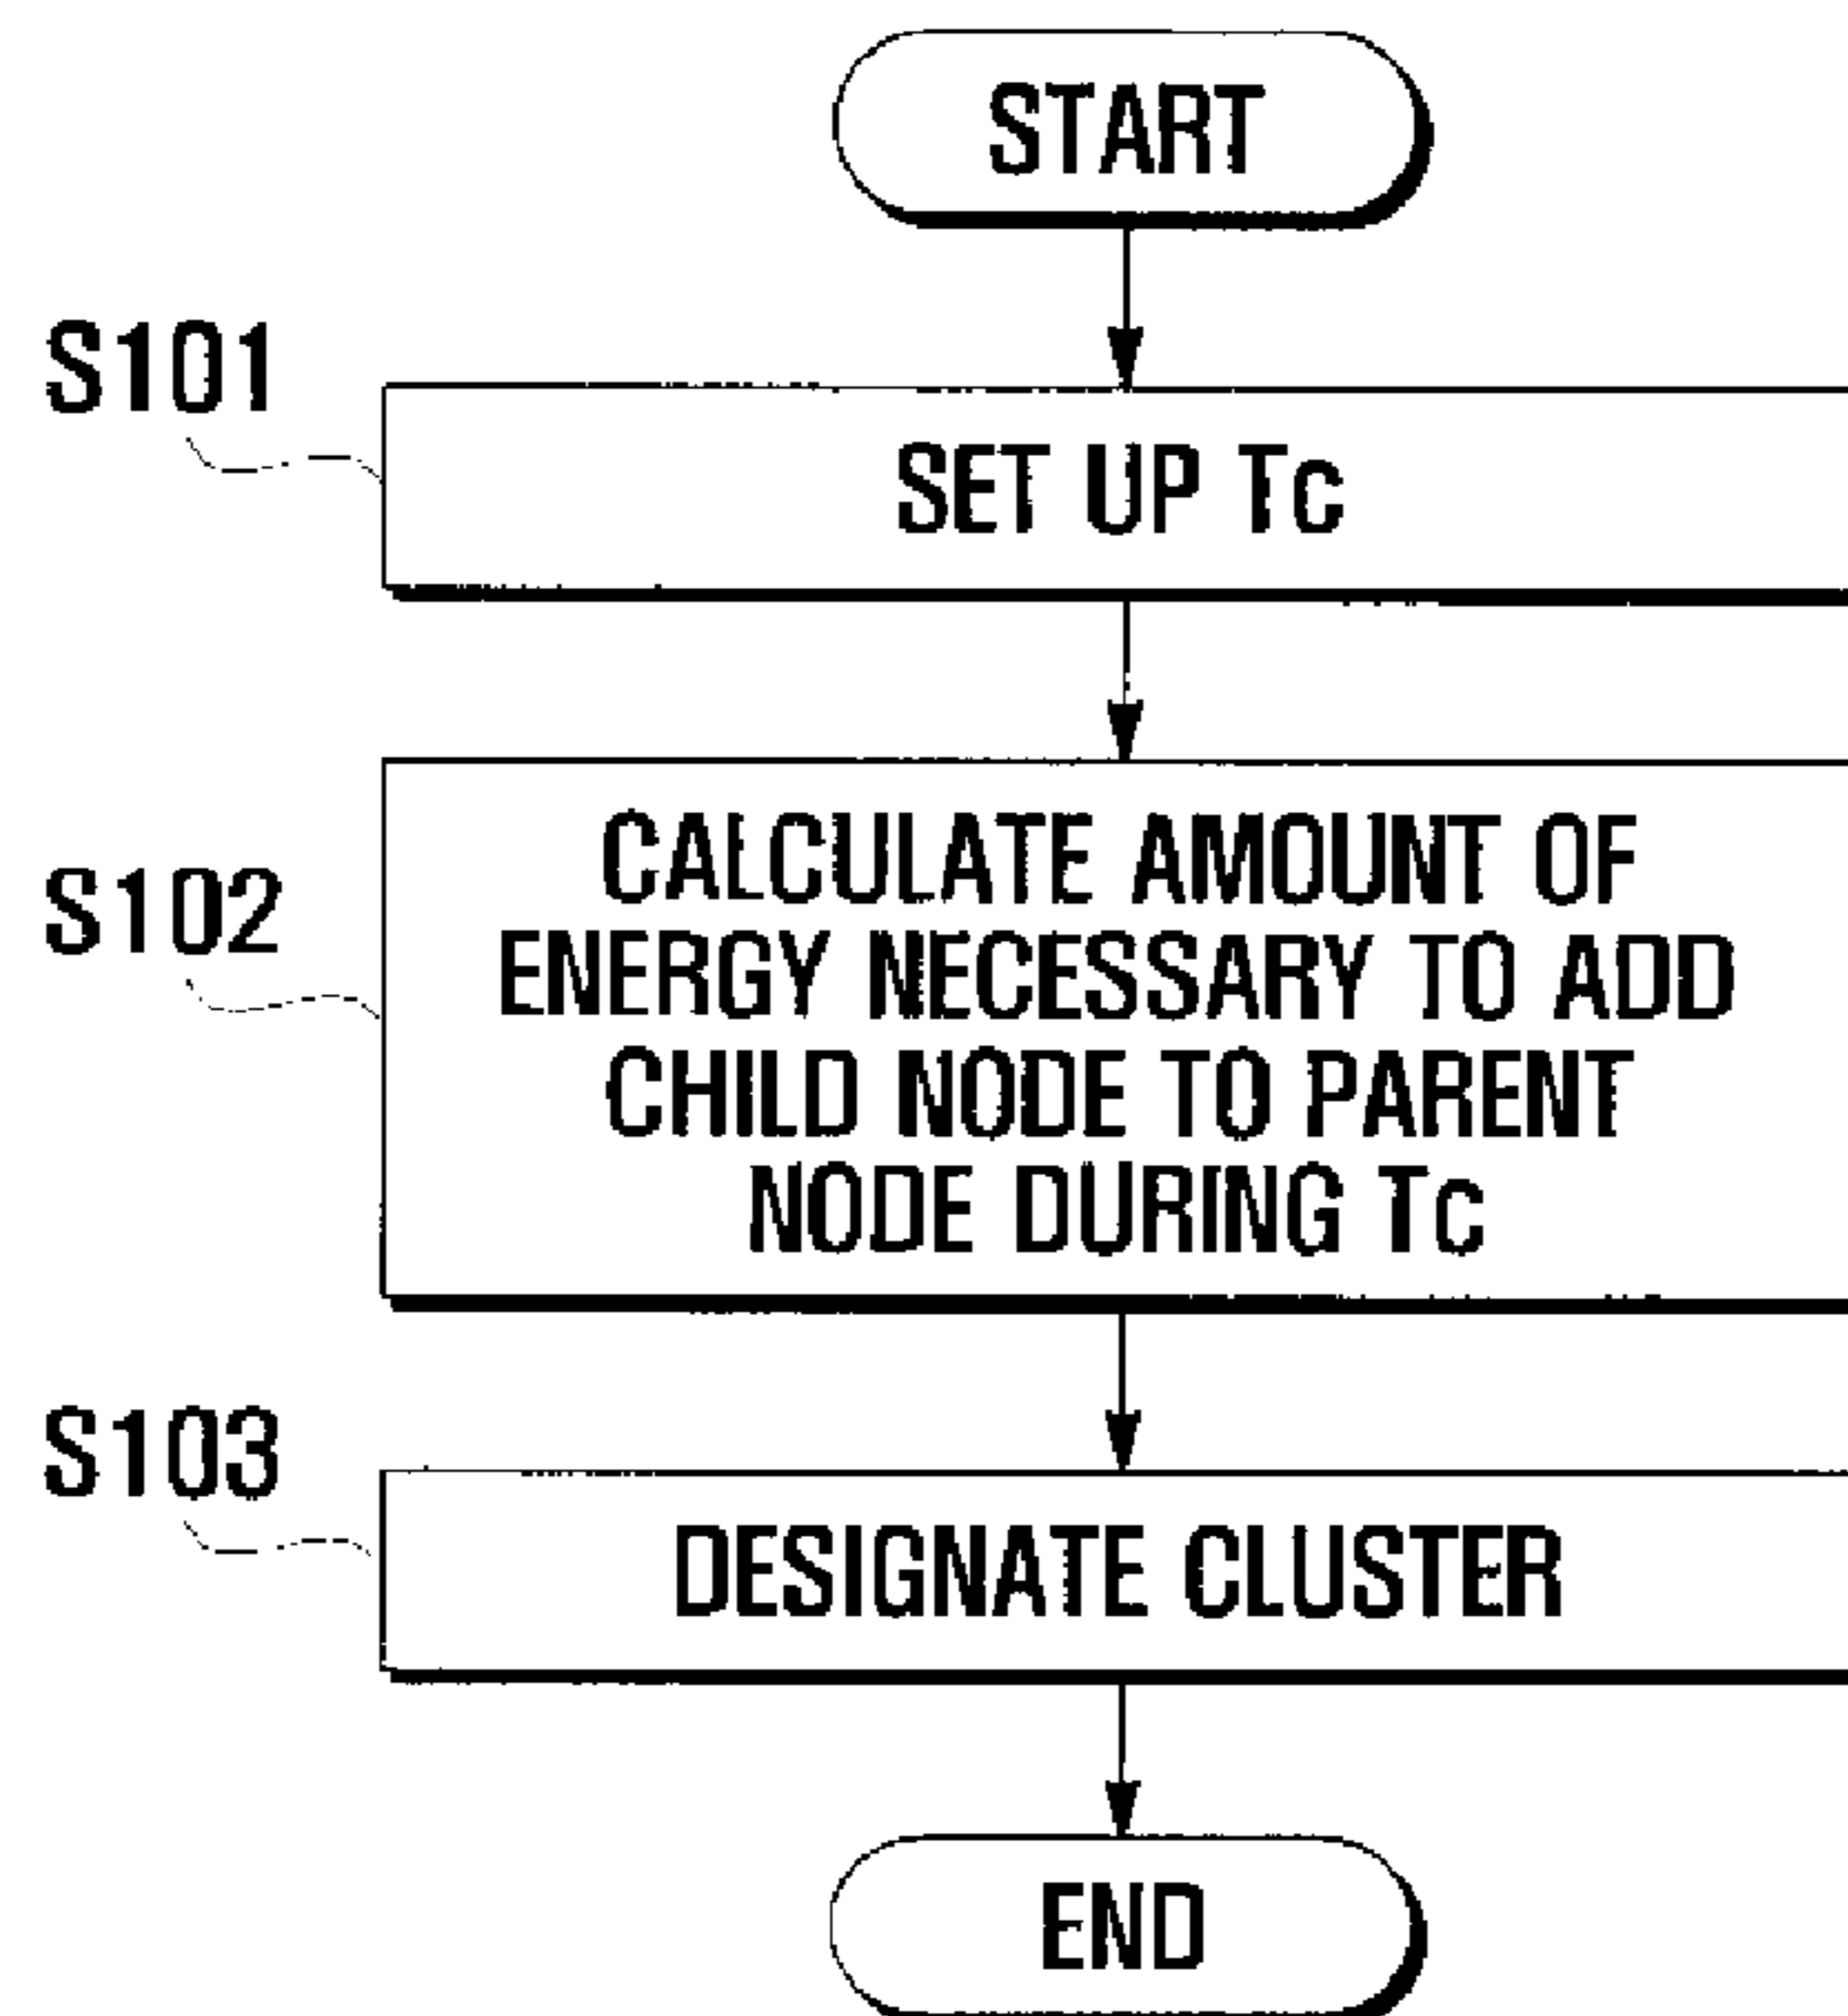 START
S101
SET UP Tc
S102
CALCULATE AMOUNT OF
ENERGY NECESSARY TO ADD
CHILD NODE TO PARENT
NODE DURING Tc
S103
DESIGNATE CLUSTER
END